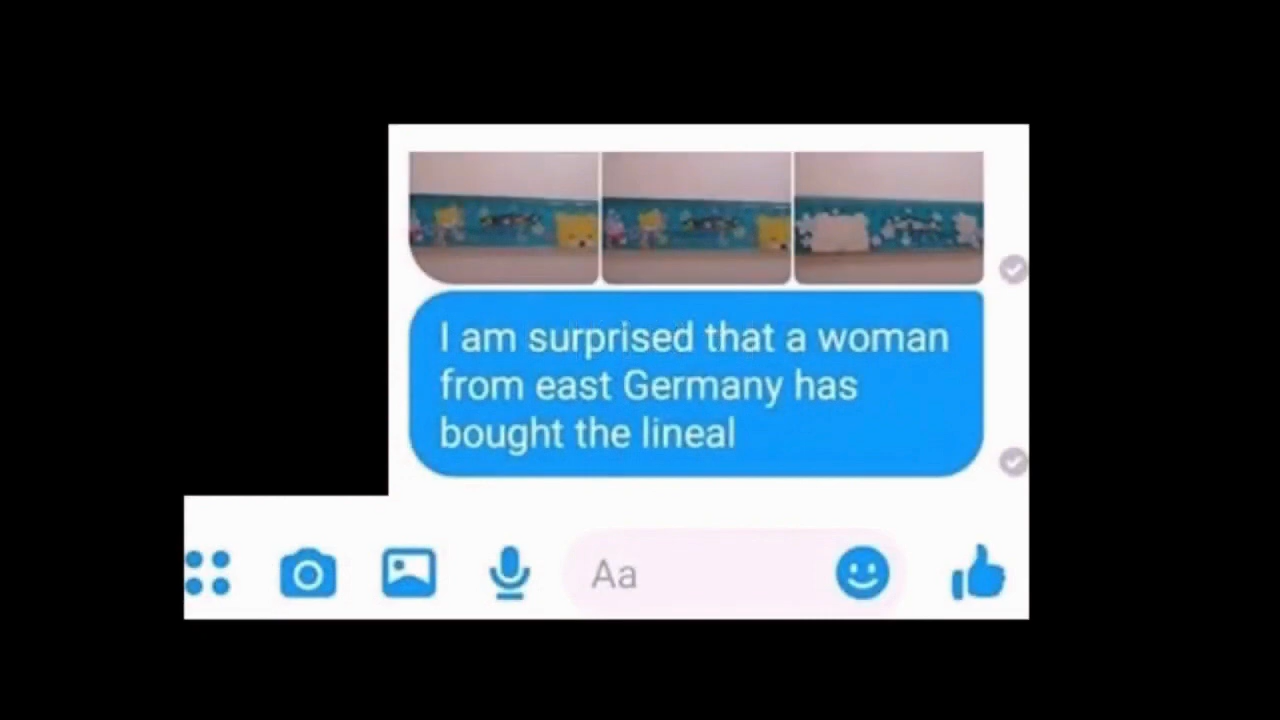 I am surprised that a woman
from east Germany has
bought the lineal
Aa